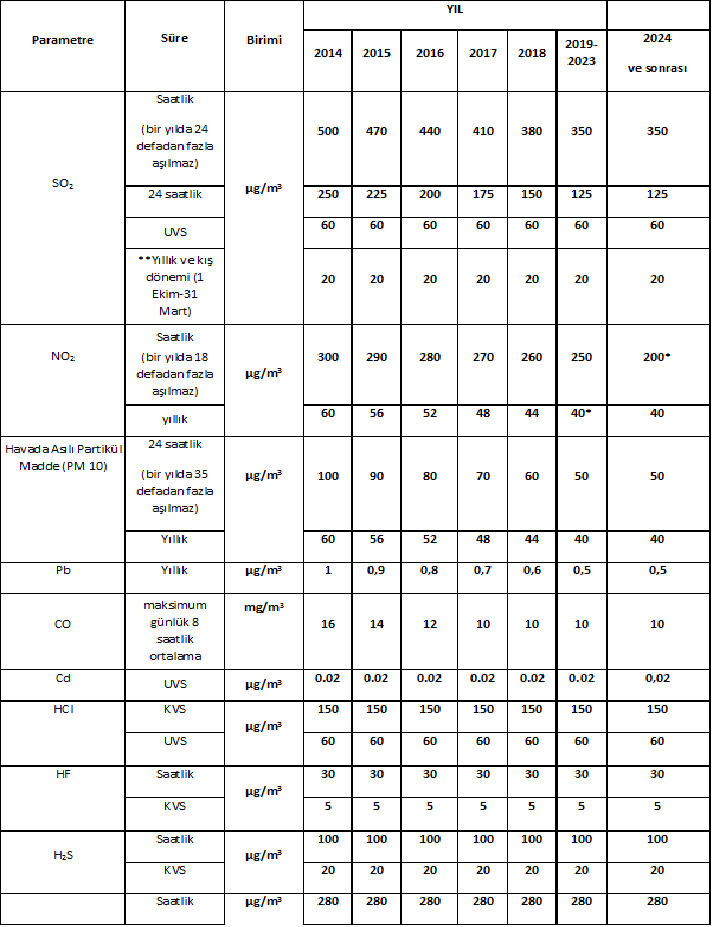 Parametre Süre Birimi YIL
2014 2015 2016 2017 2018 2019-2023 2024 ve sonrası
SO₂ Saatlik (bir yılda 24 defadan fazla aşılmaz) µg/m³ 500 470 440 410 380 350 350
24 saatlik 250 225 200 175 150 125 125
UVS 60 60 60 60 60 60 60
**Yıllık ve kış dönemi (1 Ekim-31 Mart) 20 20 20 20 20 20 20
NO₂ Saatlik (bir yılda 18 defadan fazla aşılmaz) µg/m³ 300 290 280 270 260 250 200*
yıllık 60 56 52 48 44 40* 40
Havada Asılı Partikül Madde (PM 10) 24 saatlik (bir yılda 35 defadan fazla aşılmaz) µg/m³ 100 90 80 70 60 50 50
Yıllık 60 56 52 48 44 40 40
Pb Yıllık µg/m³ 1 0,9 0,8 0,7 0,6 0,5 0,5
CO maksimum günlük 8 saatlik ortalama mg/m³ 16 14 12 10 10 10 10
Cd UVS µg/m³ 0.02 0.02 0.02 0.02 0.02 0.02 0,02
HCl KVS µg/m³ 150 150 150 150 150 150 150
UVS 60 60 60 60 60 60 60
HF Saatlik µg/m³ 30 30 30 30 30 30 30
KVS 5 5 5 5 5 5 5
H₂S Saatlik µg/m³ 100 100 100 100 100 100 100
KVS 20 20 20 20 20 20 20
Saatlik µg/m³ 280 280 280 280 280 280 280